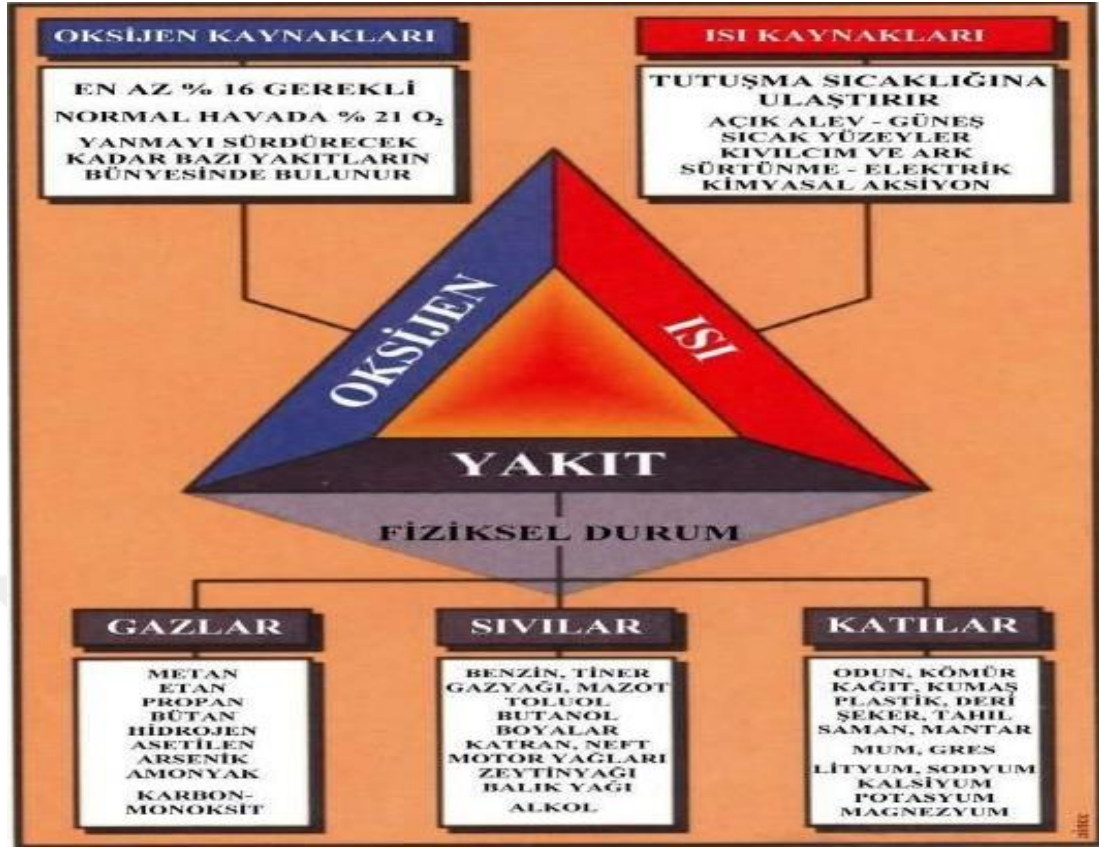 OKSİJEN KAYNAKLARI
EN AZ % 16 GEREKLİ
NORMAL HAVADA % 21 O₂
YANMAYI SÜRDÜRECEK
KADAR BAZI YAKITLARIN
BÜNYESİNDE BULUNUR
ISI KAYNAKLARI
TUTUŞMA SICAKLIĞINA
ULAŞTIRIR
AÇIK ALEV - GÜNEŞ
SICAK YÜZEYLER
KIVILCIM VE ARK
SÜRTÜNME - ELEKTRİK
KİMYASAL AKSİYON
OKSİJEN
ISI
YAKIT
FİZİKSEL DURUM
GAZLAR
METAN
ETAN
PROPAN
BÜTAN
HİDROJEN
ASETİLEN
ARSENİK
AMONYAK
KARBON-
MONOKSİT
SIVILAR
BENZİN, TİNER
GAZYAĞI, MAZOT
TOLUOL
BUTANOL
BOYALAR
KATRAN, NEFT
MOTOR YAĞLARI
ZEYTİNYAĞI
BALIK YAĞI
ALKOL
KATILAR
ODUN, KÖMÜR
KAĞIT, KUMAŞ
PLASTİK, DERİ
ŞEKER, TAHIL
SAMAN, MANTAR
MUM, GRES
LİTYUM, SODYUM
KALSİYUM
POTASYUM
MAGNEZYUM